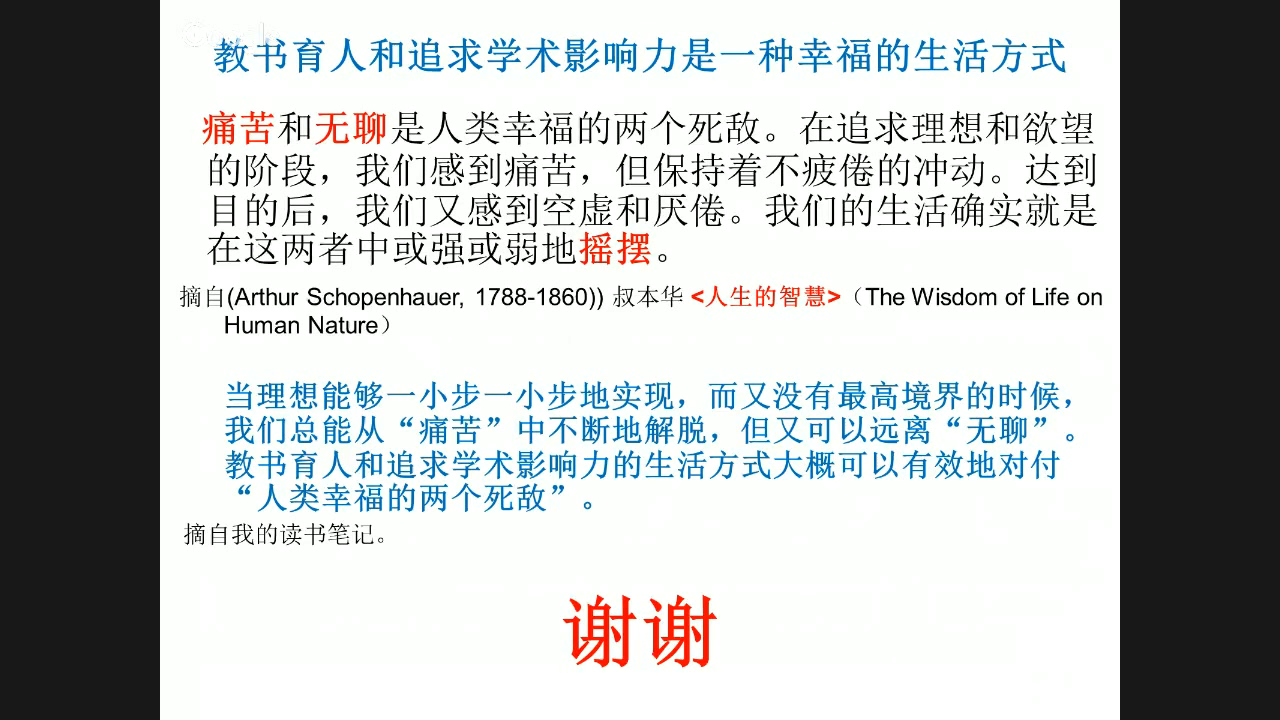 教书育人和追求学术影响力是一种幸福的生活方式
痛苦和无聊是人类幸福的两个死敌。在追求理想和欲望
的阶段，我们感到痛苦，但保持着不疲倦的冲动。达到
目的后，我们又感到空虚和厌倦。我们的生活确实就是
在这两者中或强或弱地摇摆。
摘自(Arthur Schopenhauer, 1788-1860)) 叔本华 <人生的智慧>（The Wisdom of Life on
Human Nature）
当理想能够一小步一小步地实现，而又没有最高境界的时候，
我们总能从“痛苦”中不断地解脱，但又可以远离“无聊”。
教书育人和追求学术影响力的生活方式大概可以有效地对付
“人类幸福的两个死敌”。
摘自我的读书笔记。
谢谢